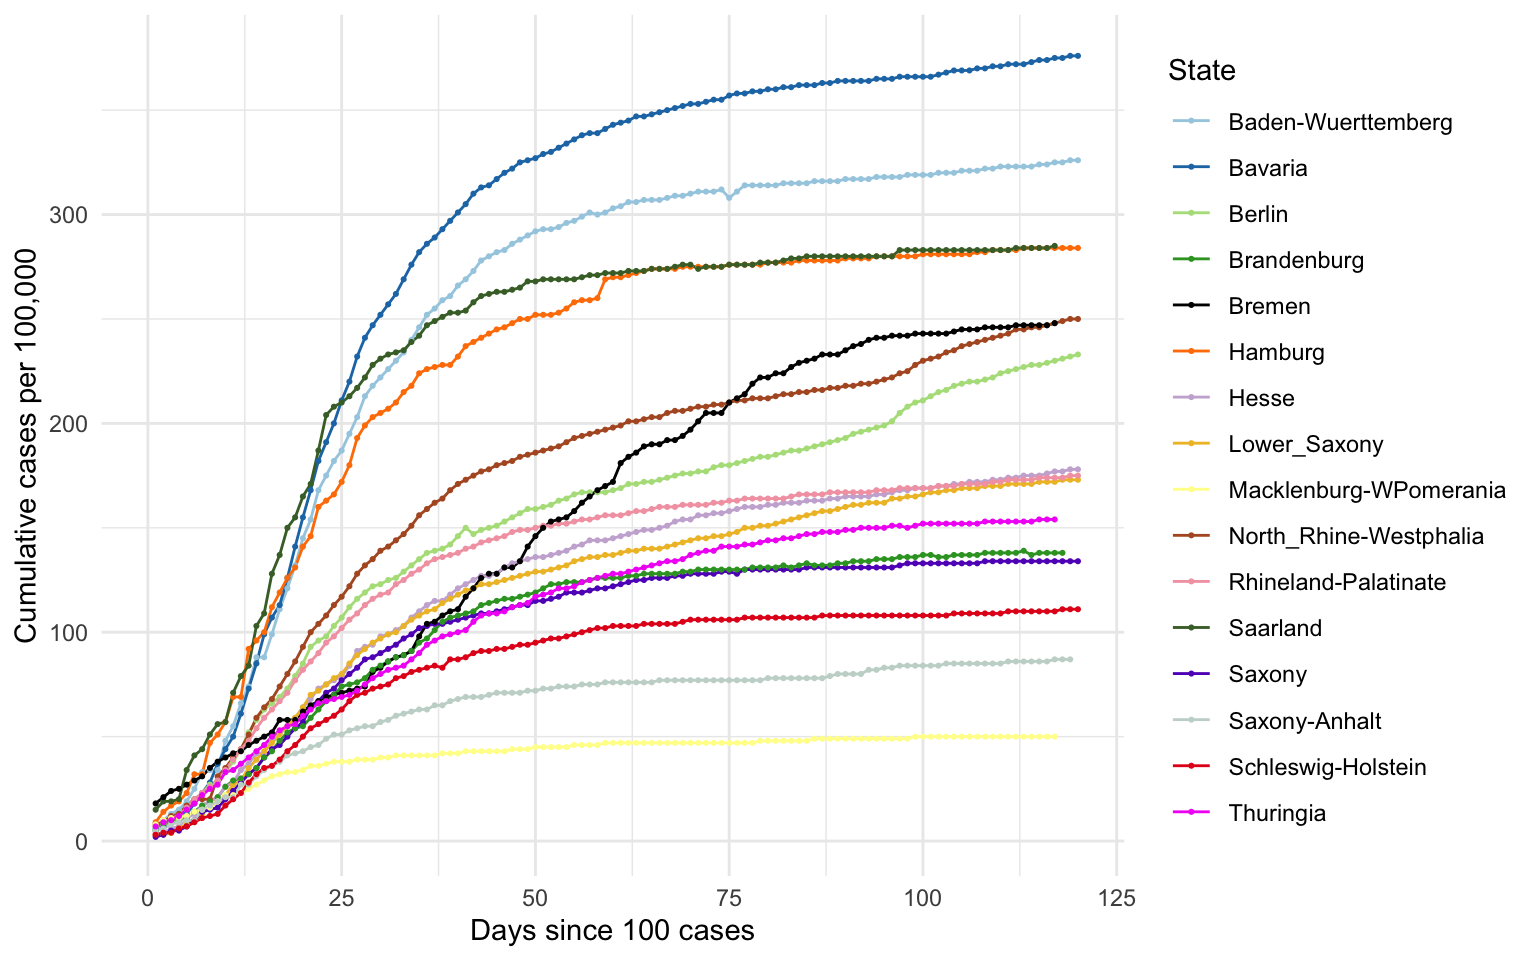 Cumulative cases per 100,000
300
200
100
0
0 25 50 75 100 125
Days since 100 cases
State
Baden-Wuerttemberg
Bavaria
Berlin
Brandenburg
Bremen
Hamburg
Hesse
Lower_Saxony
Macklenburg-WPomerania
North_Rhine-Westphalia
Rhineland-Palatinate
Saarland
Saxony
Saxony-Anhalt
Schleswig-Holstein
Thuringia